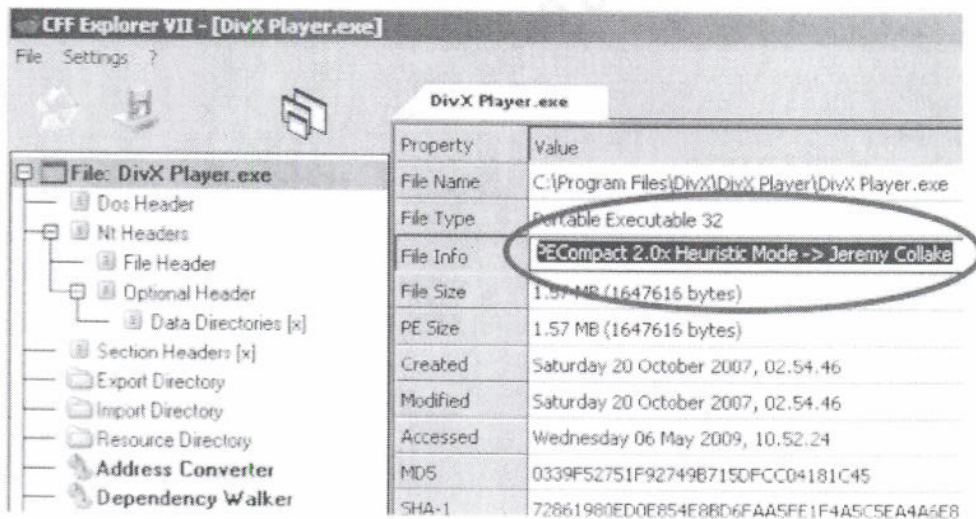 CFF Explorer VII - [DivX Player.exe]
File Settings ?
DivX Player.exe
File: DivX Player.exe
Dos Header
Nt Headers
File Header
Optional Header
Data Directories [x]
Section Headers [x]
Export Directory
Import Directory
Resource Directory
Address Converter
Dependency Walker
Property Value
File Name C:\Program Files\DivX\DivX Player\DivX Player.exe
File Type Portable Executable 32
File Info PECompact 2.0x Heuristic Mode -> Jeremy Collake
File Size 1.57 MB (1647616 bytes)
PE Size 1.57 MB (1647616 bytes)
Created Saturday 20 October 2007, 02.54.46
Modified Saturday 20 October 2007, 02.54.46
Accessed Wednesday 06 May 2009, 10.52.24
MD5 0339F52751F92749B715DFCC04181C45
SHA-1 72861980ED0E854E8BD6FAA5FE1F4A5C5EA4A6E8